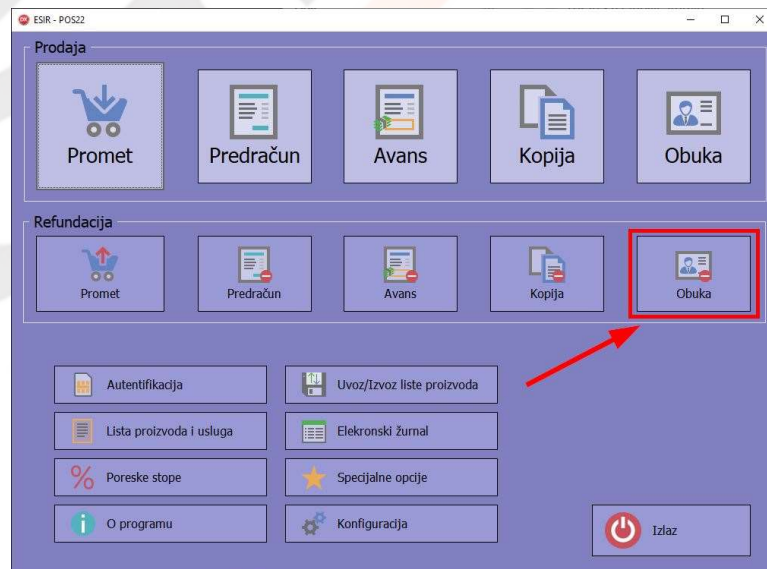 ESIR - POS22
Prodaja
Promet
Predračun
Avans
Kopija
Obuka
Refundacija
Promet
Predračun
Avans
Kopija
Obuka
Autentifikacija
Uvoz/Izvoz liste proizvoda
Lista proizvoda i usluga
Elekronski žurnal
Poreske stope
Specijalne opcije
O programu
Konfiguracija
Izlaz